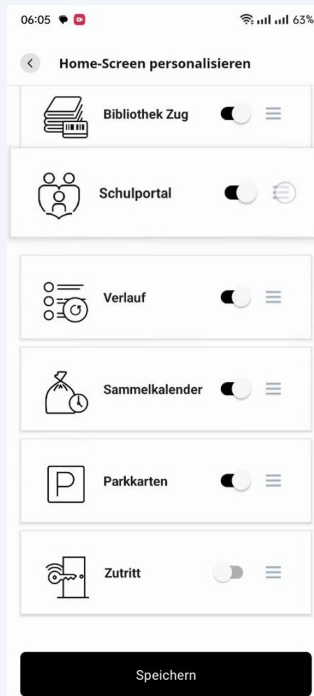 06:05 63%
Home-Screen personalisieren
Bibliothek Zug
Schulportal
Verlauf
Sammelkalender
P Parkkarten
Zutritt
Speichern